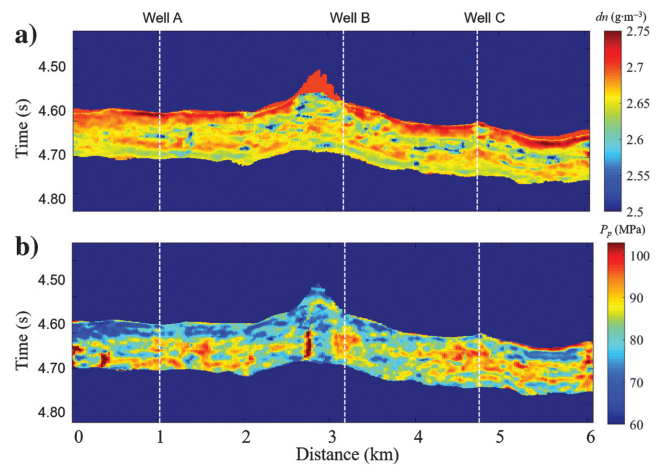 Well A Well B Well C dn (g·m⁻³)
a)
2.75
4.50
2.70
4.60
2.65
Time (s)
4.70
2.6
2.55
4.80
2.5
b)
Pp (MPa)
100
4.50
90
4.60
Time (s)
80
4.70
70
4.80
60
0 1 2 3 4 5 6
Distance (km)